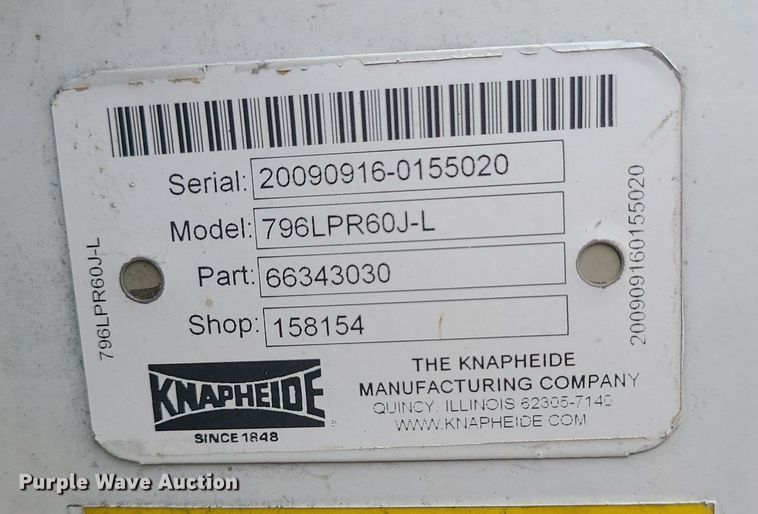 Serial: 20090916-0155020
Model: 796LPR60J-L
Part: 66343030
Shop: 158154
796LPR60J-L
200909160155020
KNAPHEIDE
SINCE 1848
THE KNAPHEIDE
MANUFACTURING COMPANY
QUINCY, ILLINOIS 62305-7140
WWW.KNAPHEIDE.COM
Purple Wave Auction